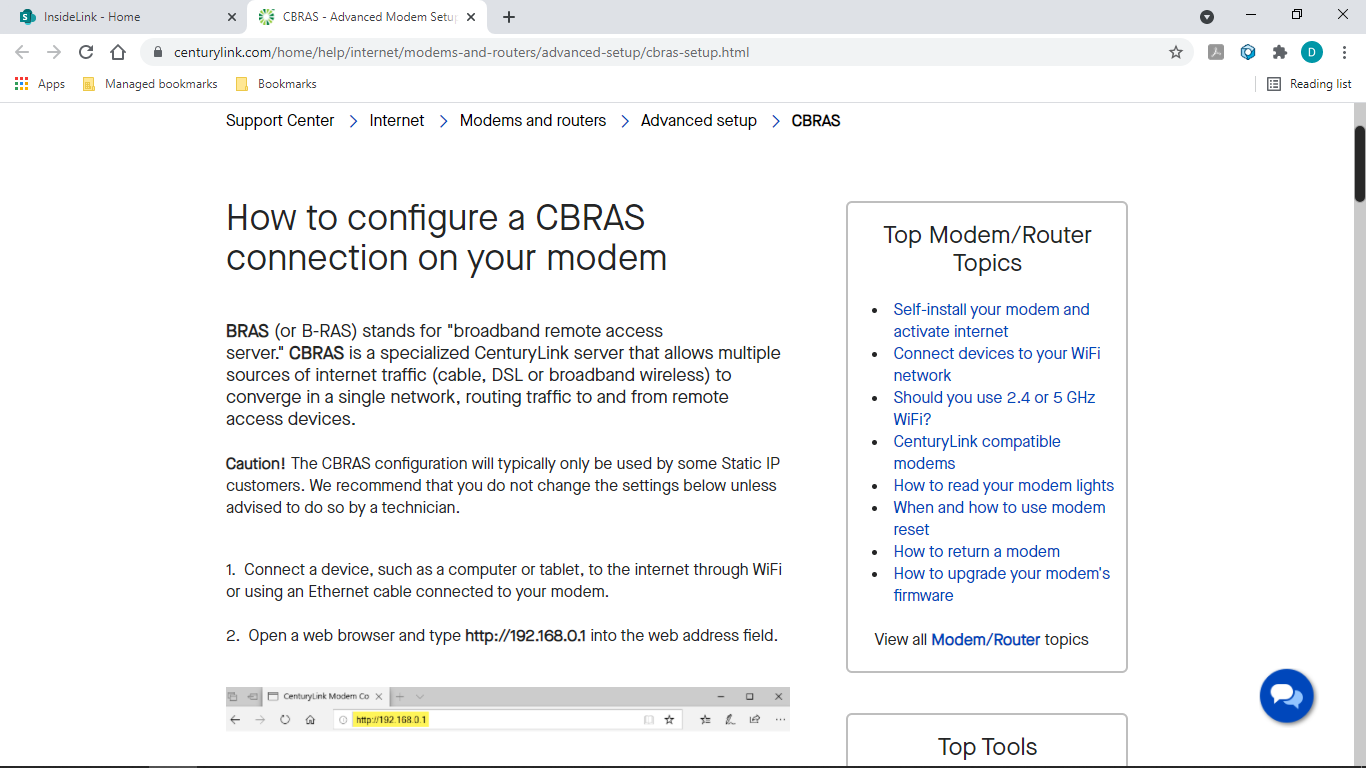 InsideLink - Home
CBRAS - Advanced Modem Setup
centurylink.com/home/help/internet/modems-and-routers/advanced-setup/cbras-setup.html
D
Apps
Managed bookmarks
Bookmarks
Reading list
Support Center > Internet > Modems and routers > Advanced setup > CBRAS
How to configure a CBRAS
connection on your modem
BRAS (or B-RAS) stands for "broadband remote access
server." CBRAS is a specialized CenturyLink server that allows multiple
sources of internet traffic (cable, DSL or broadband wireless) to
converge in a single network, routing traffic to and from remote
access devices.
Caution! The CBRAS configuration will typically only be used by some Static IP
customers. We recommend that you do not change the settings below unless
advised to do so by a technician.
1. Connect a device, such as a computer or tablet, to the internet through WiFi
or using an Ethernet cable connected to your modem.
2. Open a web browser and type http://192.168.0.1 into the web address field.
CenturyLink Modem Co
http://192.168.0.1
Top Modem/Router
Topics
• Self-install your modem and
activate internet
• Connect devices to your WiFi
network
• Should you use 2.4 or 5 GHz
WiFi?
• CenturyLink compatible
modems
• How to read your modem lights
• When and how to use modem
reset
• How to return a modem
• How to upgrade your modem's
firmware
View all Modem/Router topics
Top Tools